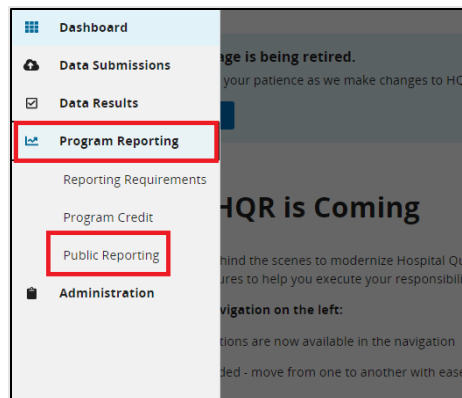 Dashboard
age is being retired.
Data Submissions
your patience as we make changes to HQ
Data Results
Program Reporting
Reporting Requirements
HQR is Coming
Program Credit
Public Reporting
hind the scenes to modernize Hospital Qu
ures to help you execute your responsibili
Administration
vigation on the left:
tions are now available in the navigation
ded - move from one to another with ease